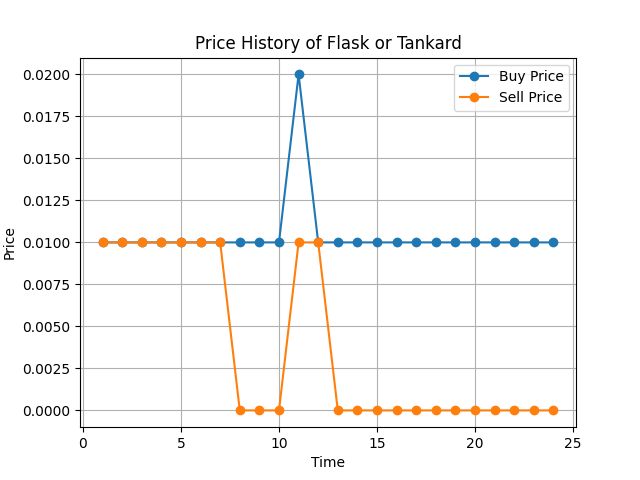 Price History of Flask or Tankard
Buy Price
Sell Price
0.0200
0.0175
0.0150
0.0125
0.0100
0.0075
0.0050
0.0025
0.0000
Price
0 5 10 15 20 25
Time